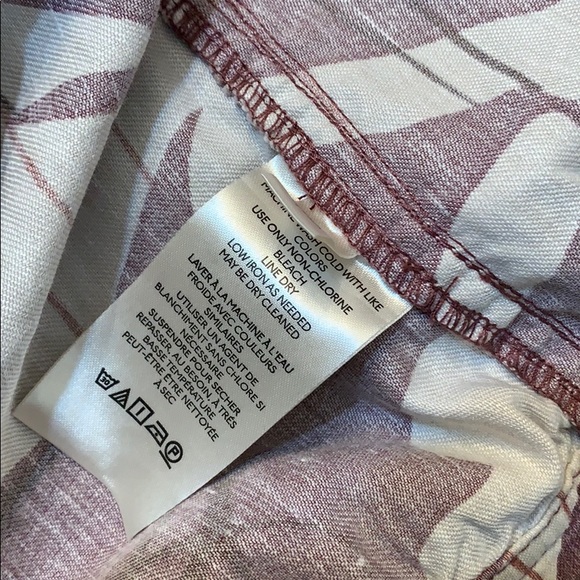 MACHINE WASH COLD WITH LIKE
COLORS
USE ONLY NON-CHLORINE
BLEACH
LINE DRY
LOW IRON AS NEEDED
MAY BE DRY CLEANED
LAVER À LA MACHINE À L'EAU
FROIDE AVEC COULEURS
SIMILAIRES
UTILISER UN AGENT DE
BLANCHIMENT SANS CHLORE SI
NÉCESSAIRE
SUSPENDRE POUR SÉCHER
REPASSER AU BESOIN À TRÈS
BASSE TEMPÉRATURE
PEUT-ÊTRE ÊTRE NETTOYÉE
À SEC
30
P